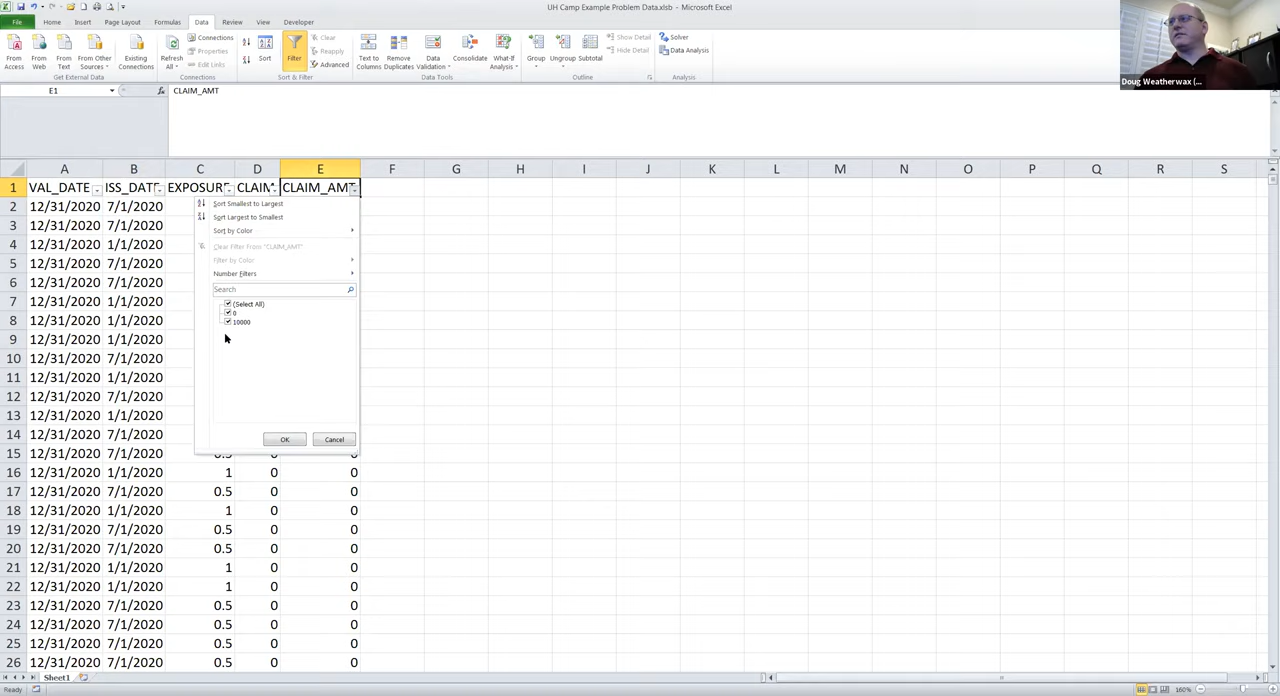 UH Camp Example Problem Data.xlsb - Microsoft Excel
File Home Insert Page Layout Formulas Data Review View Developer
From Access
From Web
From Text
From Other Sources
Existing Connections
Refresh All
Connections
Properties
Edit Links
Sort
Filter
Clear
Reapply
Advanced
Text to Columns
Remove Duplicates
Data Validation
Consolidate
What-If Analysis
Group
Ungroup
Subtotal
Show Detail
Hide Detail
Solver
Data Analysis
Get External Data
Connections
Sort & Filter
Data Tools
Outline
Analysis
Doug Weatherwax (...
E1 fx CLAIM_AMT
A B C D E F G H I J K L M N O P Q R S
1 VAL_DATE ISS_DATE EXPOSURE CLAIM CLAIM_AMT
2 12/31/2020 7/1/2020
3 12/31/2020 7/1/2020
4 12/31/2020 1/1/2020
5 12/31/2020 7/1/2020
6 12/31/2020 7/1/2020
7 12/31/2020 1/1/2020
8 12/31/2020 1/1/2020
9 12/31/2020 1/1/2020
10 12/31/2020 7/1/2020
11 12/31/2020 1/1/2020
12 12/31/2020 7/1/2020
13 12/31/2020 1/1/2020
14 12/31/2020 7/1/2020
15 12/31/2020 7/1/2020 0.5 0 0
16 12/31/2020 1/1/2020 1 0 0
17 12/31/2020 7/1/2020 0.5 0 0
18 12/31/2020 1/1/2020 1 0 0
19 12/31/2020 7/1/2020 0.5 0 0
20 12/31/2020 7/1/2020 0.5 0 0
21 12/31/2020 1/1/2020 1 0 0
22 12/31/2020 1/1/2020 1 0 0
23 12/31/2020 7/1/2020 0.5 0 0
24 12/31/2020 7/1/2020 0.5 0 0
25 12/31/2020 7/1/2020 0.5 0 0
26 12/31/2020 7/1/2020 0.5 0 0
Sort Smallest to Largest
Sort Largest to Smallest
Sort by Color
Clear Filter From "CLAIM_AMT"
Filter by Color
Number Filters
Search
(Select All)
0
10000
OK Cancel
Sheet1
Ready 160%